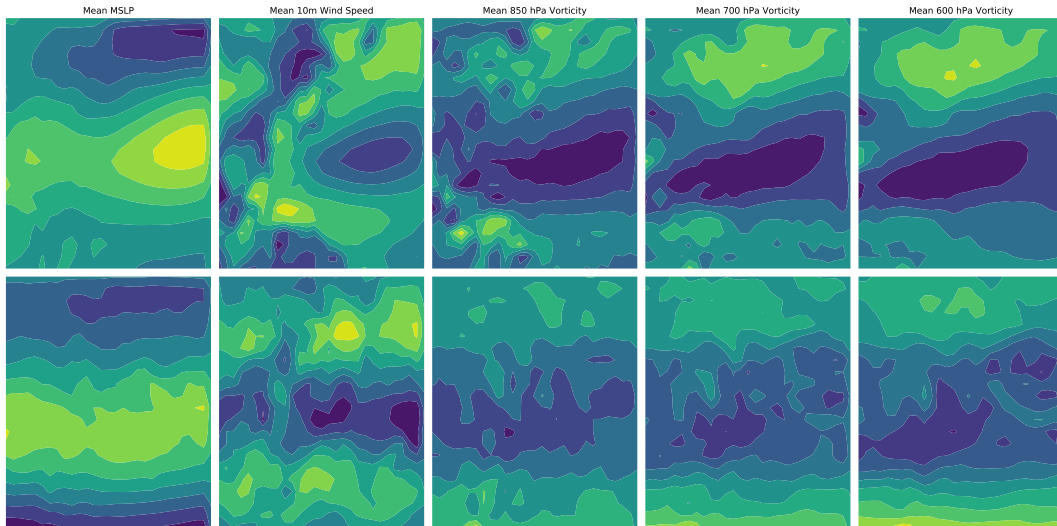 Mean MSLP
Mean 10m Wind Speed
Mean 850 hPa Vorticity
Mean 700 hPa Vorticity
Mean 600 hPa Vorticity